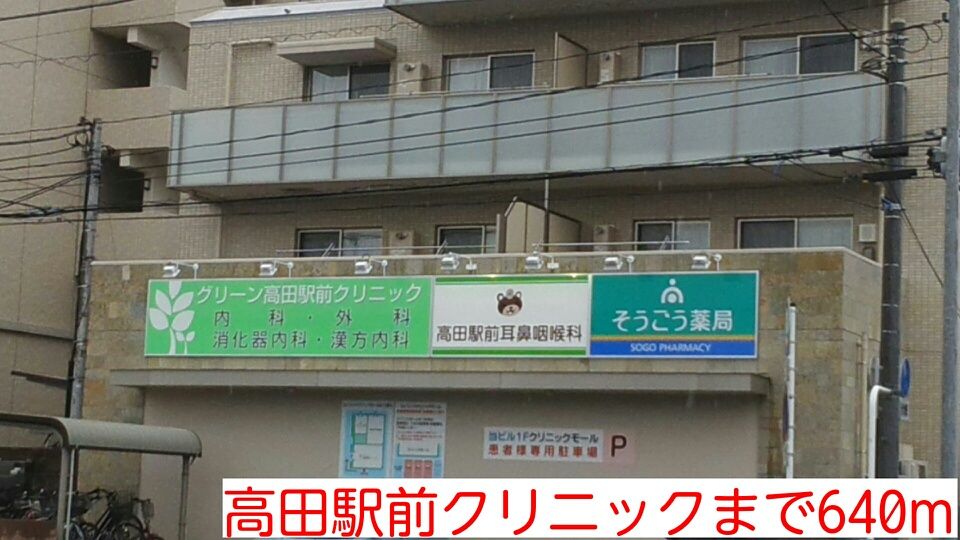 グリーン高田駅前クリニック
内科・外科
消化器内科・漢方内科
高田駅前耳鼻咽喉科
そうごう薬局
SOGO PHARMACY
当ビル1Fクリニックモール
患者様専用駐車場
P
高田駅前クリニックまで640m